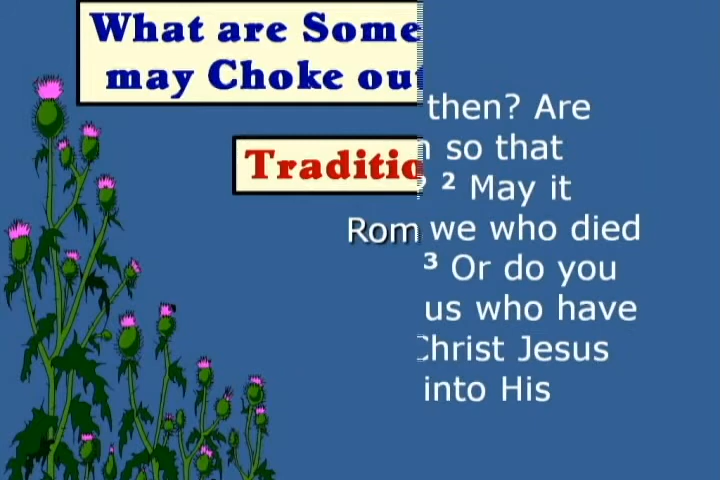 What are Some
may Choke
then? Are
so that
Traditio
² May it
Rom
we who died
³ Or do you
us who have
Christ Jesus
into His